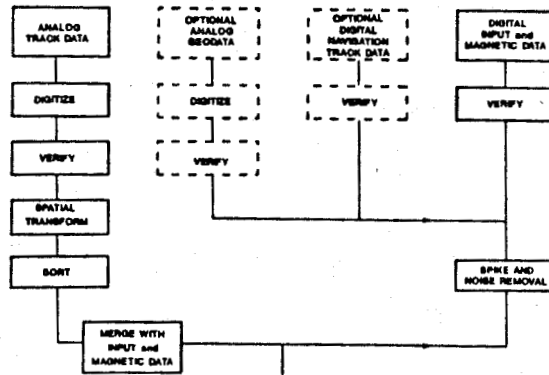 ANALOG
TRACK DATA
OPTIONAL
ANALOG
GEODATA
OPTIONAL
DIGITAL
NAVIGATION
TRACK DATA
DIGITAL
INPUT and
MAGNETIC DATA
DIGITIZE
DIGITIZE
VERIFY
VERIFY
VERIFY
VERIFY
SPATIAL
TRANSFORM
SORT
SPIKE AND
NOISE REMOVAL
MERGE WITH
INPUT and
MAGNETIC DATA